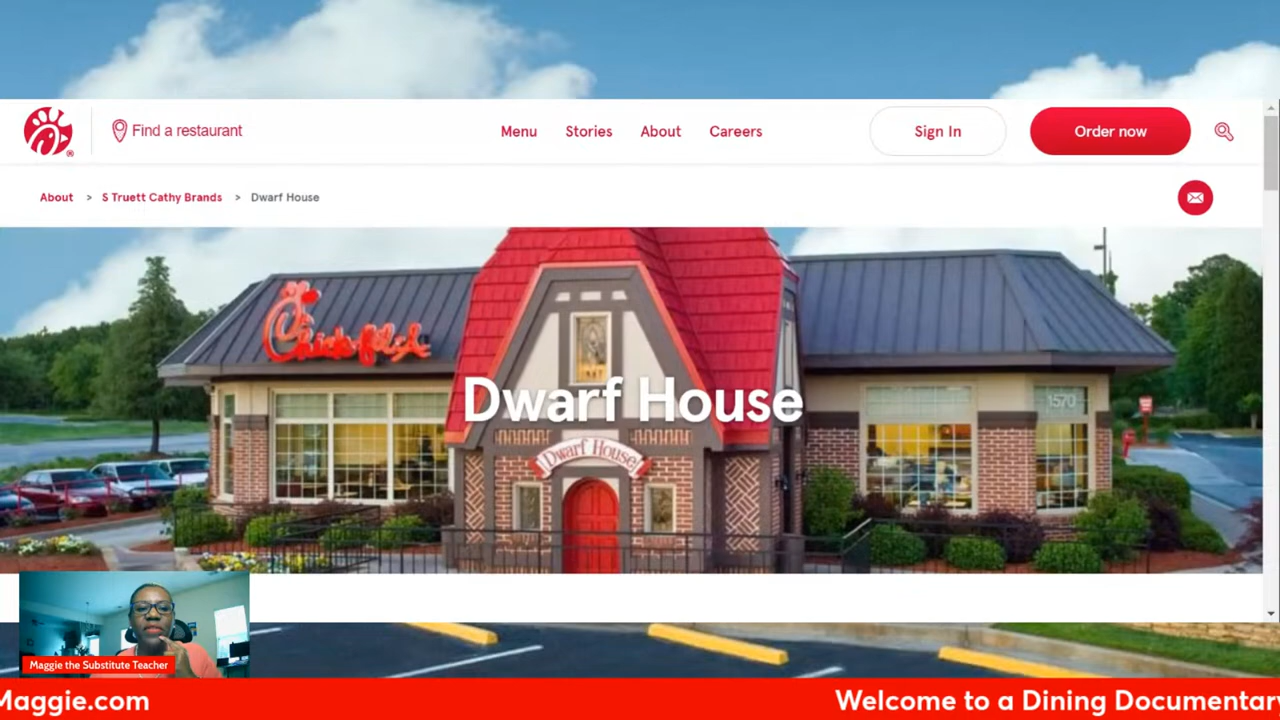 Find a restaurant
Menu Stories About Careers
Sign In
Order now
About > S Truett Cathy Brands > Dwarf House
Chick-fil-A
1570
Dwarf House
Dwarf House
Maggie the Substitute Teacher
Maggie.com Welcome to a Dining Documentary